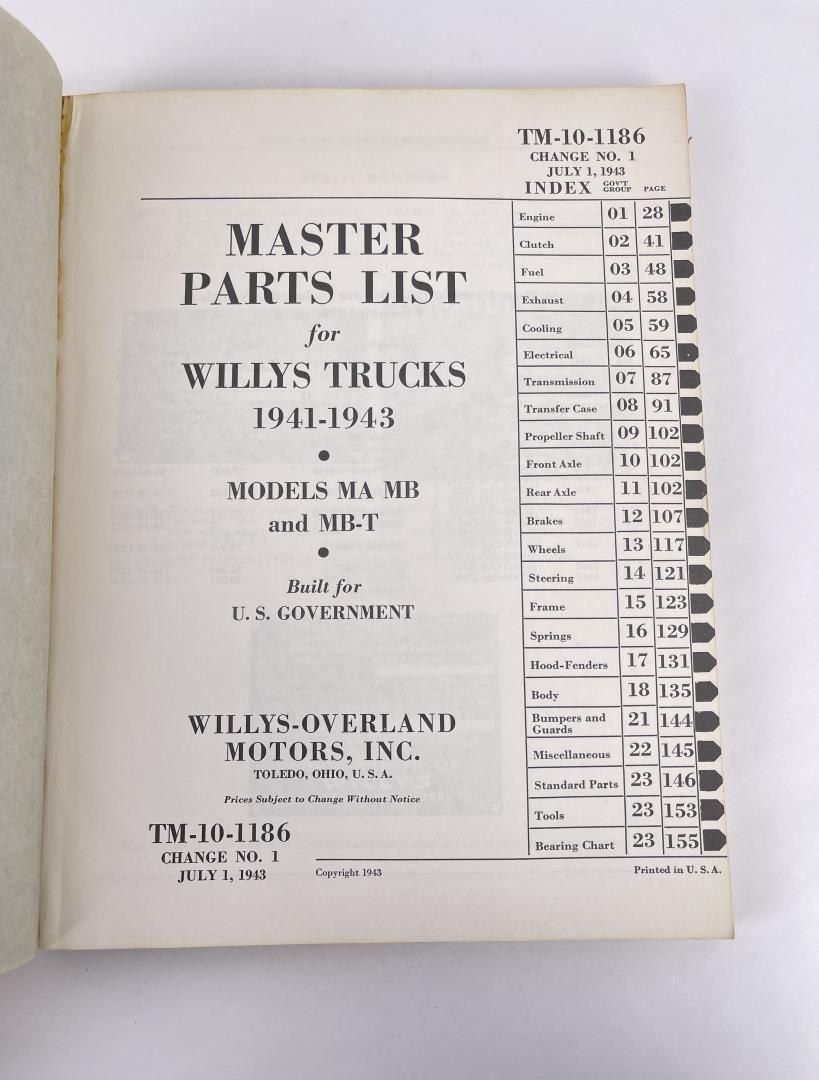 TM-10-1186
CHANGE NO. 1
JULY 1, 1943
INDEX GOV'T GROUP PAGE
MASTER
PARTS LIST
for
WILLYS TRUCKS
1941-1943
•
MODELS MA MB
and MB-T
•
Built for
U. S. GOVERNMENT
WILLYS-OVERLAND
MOTORS, INC.
TOLEDO, OHIO, U. S. A.
Prices Subject to Change Without Notice
TM-10-1186
CHANGE NO. 1
JULY 1, 1943
Engine 01 28
Clutch 02 41
Fuel 03 48
Exhaust 04 58
Cooling 05 59
Electrical 06 65
Transmission 07 87
Transfer Case 08 91
Propeller Shaft 09 102
Front Axle 10 102
Rear Axle 11 102
Brakes 12 107
Wheels 13 117
Steering 14 121
Frame 15 123
Springs 16 129
Hood-Fenders 17 131
Body 18 135
Bumpers and
Guards 21 144
Miscellaneous 22 145
Standard Parts 23 146
Tools 23 153
Bearing Chart 23 155
Copyright 1943
Printed in U. S. A.